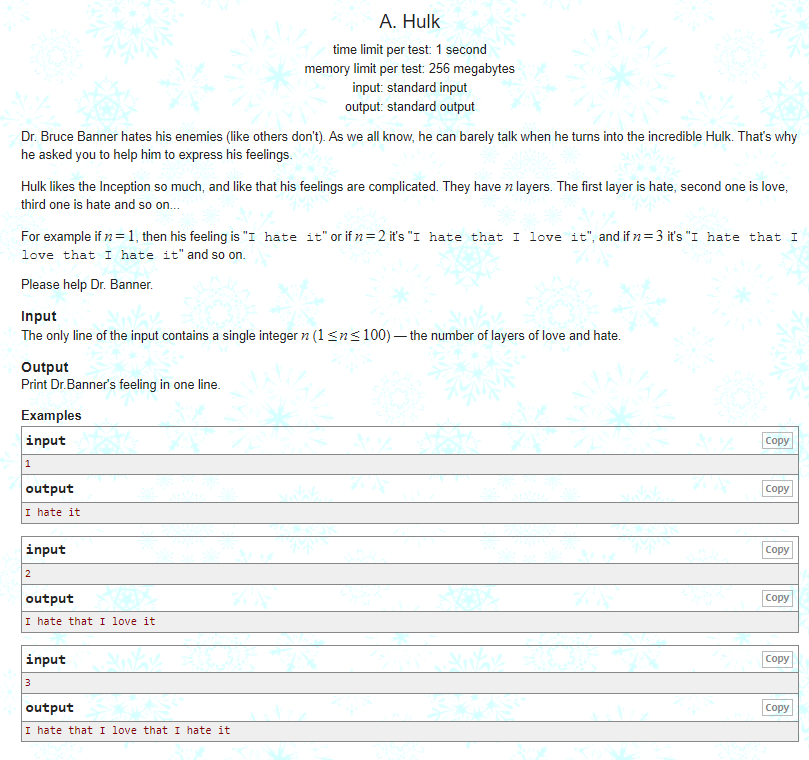 A. Hulk
time limit per test: 1 second
memory limit per test: 256 megabytes
input: standard input
output: standard output
Dr. Bruce Banner hates his enemies (like others don't). As we all know, he can barely talk when he turns into the incredible Hulk. That's why
he asked you to help him to express his feelings.
Hulk likes the Inception so much, and like that his feelings are complicated. They have n layers. The first layer is hate, second one is love,
third one is hate and so on...
For example if n = 1, then his feeling is "I hate it" or if n = 2 it's "I hate that I love it", and if n = 3 it's "I hate that I
love that I hate it" and so on.
Please help Dr. Banner.
Input
The only line of the input contains a single integer n (1 ≤ n ≤ 100) — the number of layers of love and hate.
Output
Print Dr.Banner's feeling in one line.
Examples
input Copy
1
output Copy
I hate it
input Copy
2
output Copy
I hate that I love it
input Copy
3
output Copy
I hate that I love that I hate it